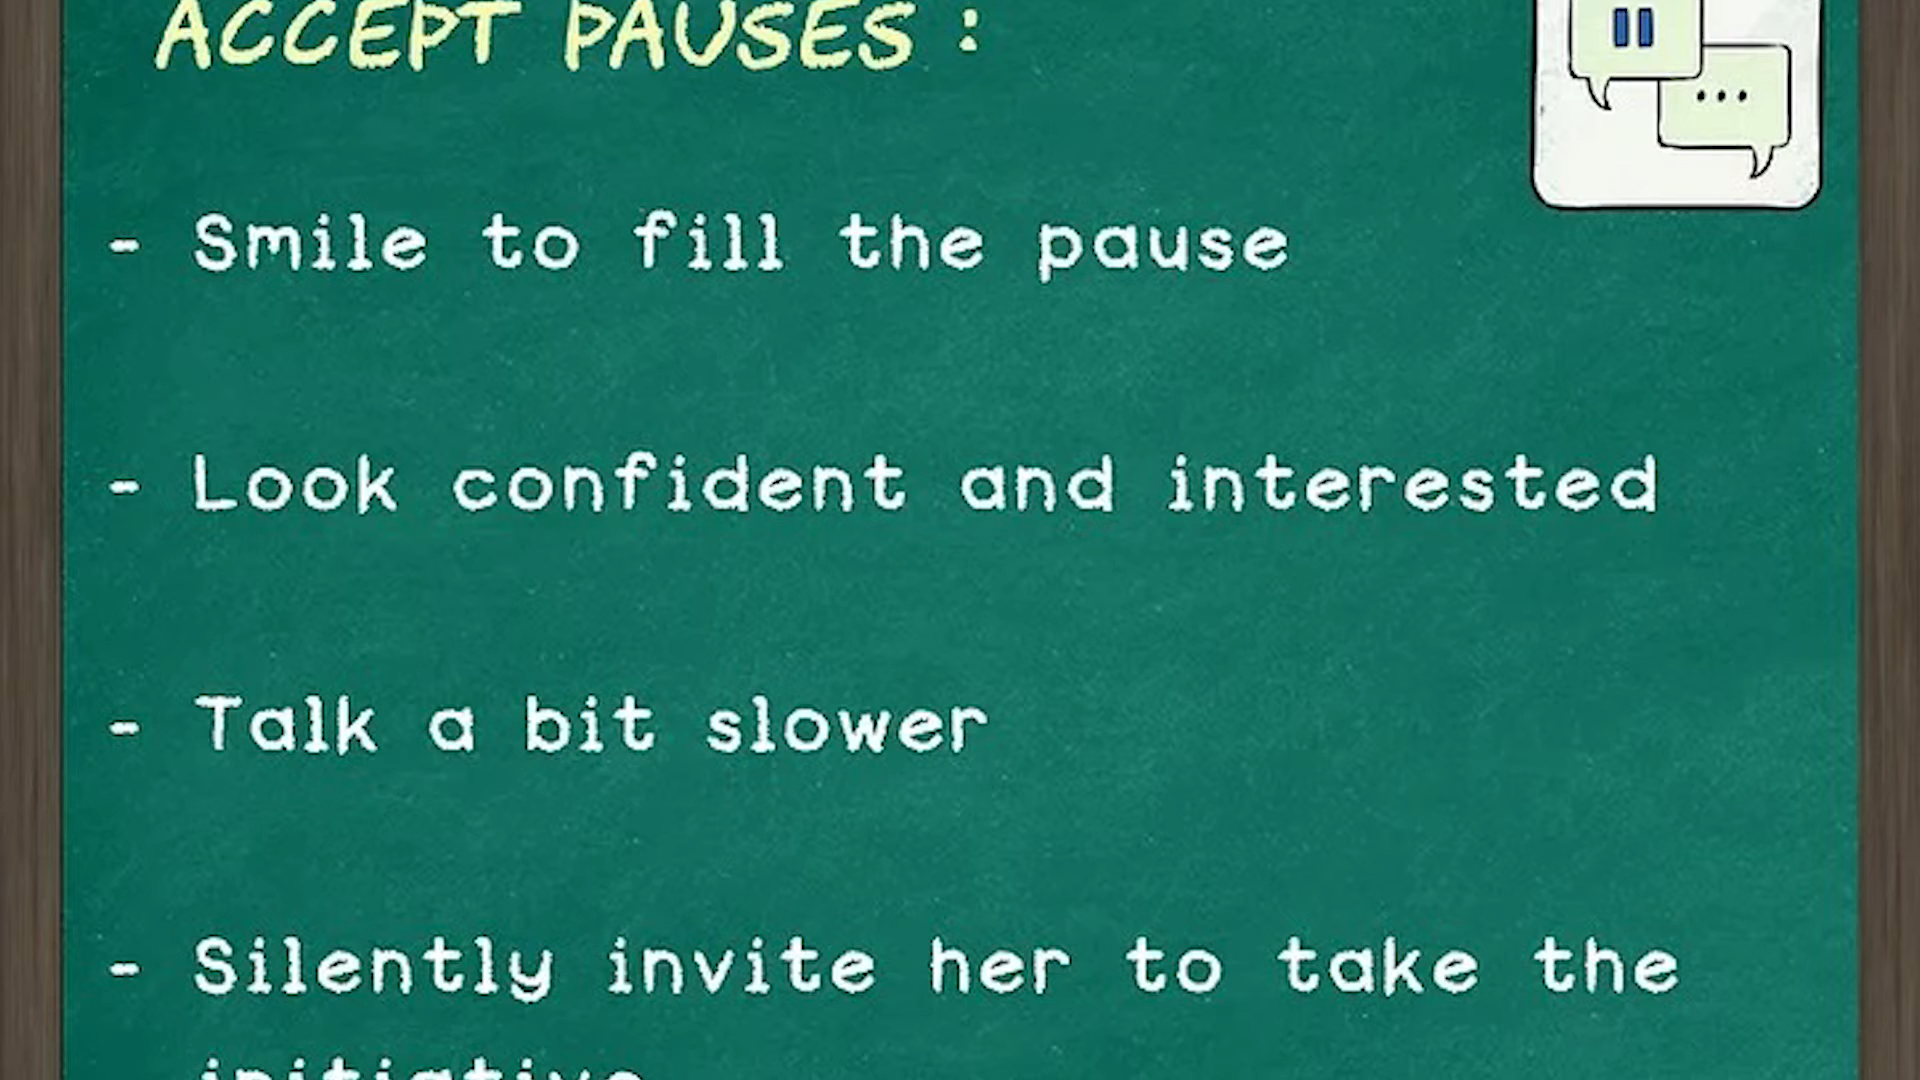 ACCEPT PAUSES :
- Smile to fill the pause
- Look confident and interested
- Talk a bit slower
- Silently invite her to take the
initiative